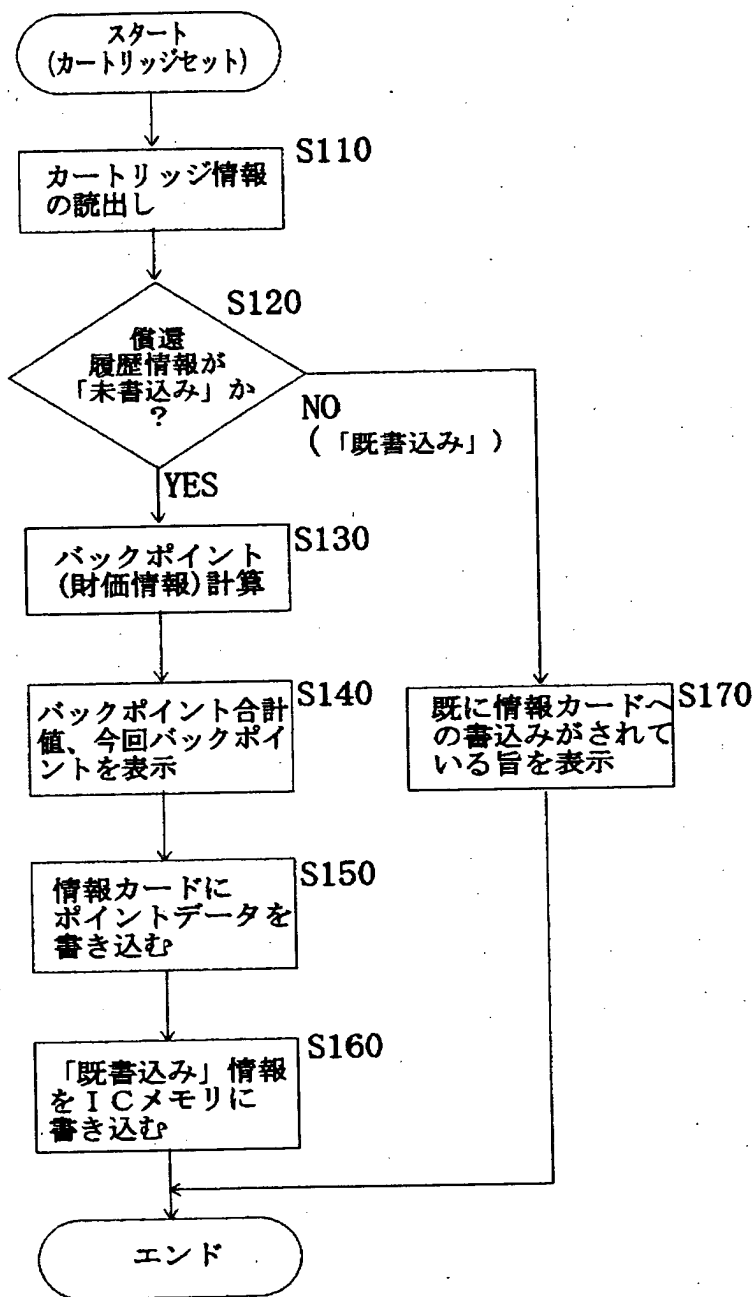 スタート
(カートリッジセット)
S110
カートリッジ情報
の読出し
S120
償還
履歴情報が
「未書込み」か
?
NO
(「既書込み」)
YES
S130
バックポイント
(財価情報)計算
S140
バックポイント合計
値、今回バックポイ
ントを表示
S170
既に情報カードへ
の書込みがされて
いる旨を表示
S150
情報カードに
ポイントデータを
書き込む
S160
「既書込み」情報
をICメモリに
書き込む
エンド